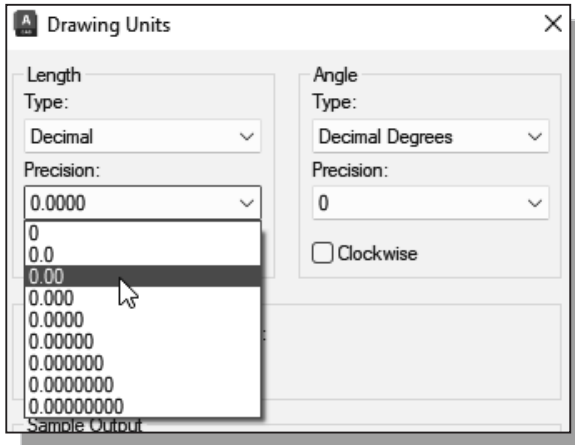 Drawing Units
Length
Type:
Decimal
Precision:
0.0000
0
0.0
0.00
0.000
0.0000
0.00000
0.000000
0.0000000
0.00000000
Angle
Type:
Decimal Degrees
Precision:
0
Clockwise
:
Sample Output